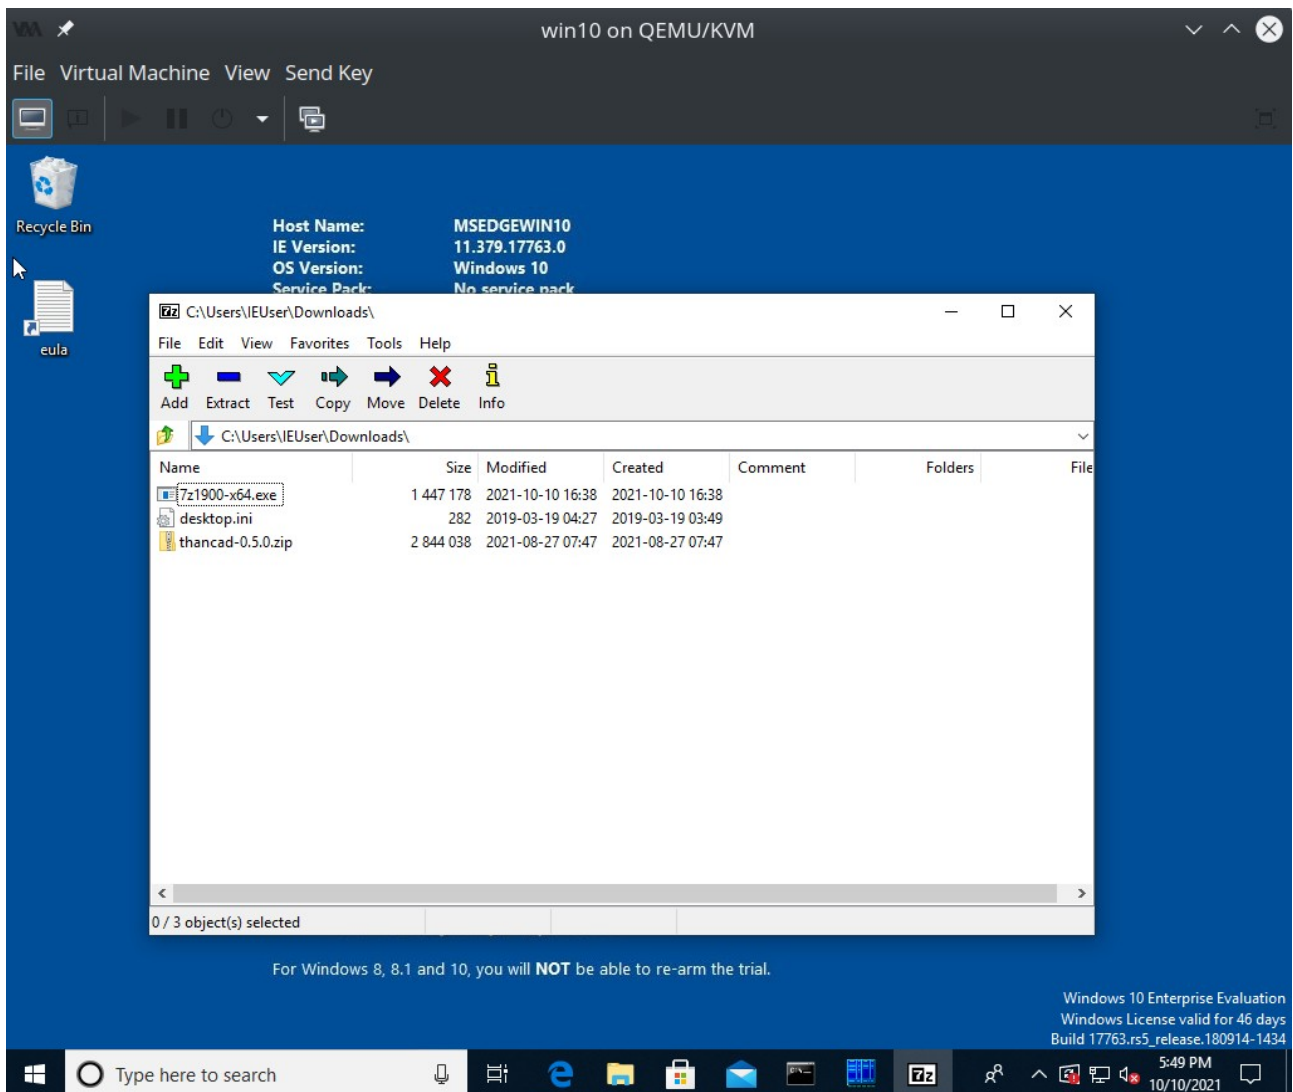 win10 on QEMU/KVM
File Virtual Machine View Send Key
Recycle Bin
Host Name: MSEDGEWIN10
IE Version: 11.379.17763.0
OS Version: Windows 10
Service Pack: No service pack
eula
7z C:\Users\IEUser\Downloads\
File Edit View Favorites Tools Help
Add Extract Test Copy Move Delete Info
C:\Users\IEUser\Downloads\
Name Size Modified Created Comment Folders File
7z1900-x64.exe 1 447 178 2021-10-10 16:38 2021-10-10 16:38
desktop.ini 282 2019-03-19 04:27 2019-03-19 03:49
thancad-0.5.0.zip 2 844 038 2021-08-27 07:47 2021-08-27 07:47
0 / 3 object(s) selected
For Windows 8, 8.1 and 10, you will NOT be able to re-arm the trial.
Windows 10 Enterprise Evaluation
Windows License valid for 46 days
Build 17763.rs5_release.180914-1434
Type here to search
7z
5:49 PM
10/10/2021